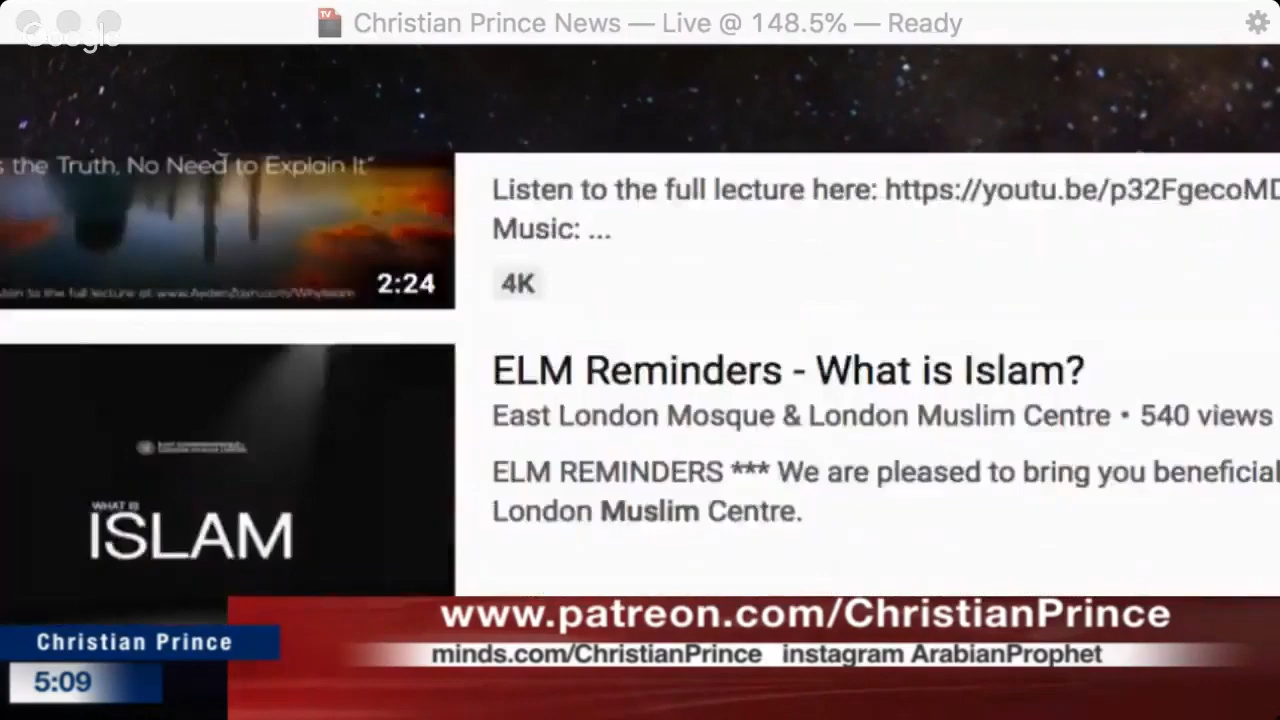 Google
TV
Christian Prince News — Live @ 148.5% — Ready
s the Truth, No Need to Explain It"
2:24
Listen to the full lecture here: https://youtu.be/p32FgecoMD
Music: ...
4K
ELM Reminders - What is Islam?
East London Mosque & London Muslim Centre • 540 views
ELM REMINDERS *** We are pleased to bring you beneficial
London Muslim Centre.
WHAT IS
ISLAM
www.patreon.com/ChristianPrince
minds.com/ChristianPrince instagram ArabianProphet
Christian Prince
5:09